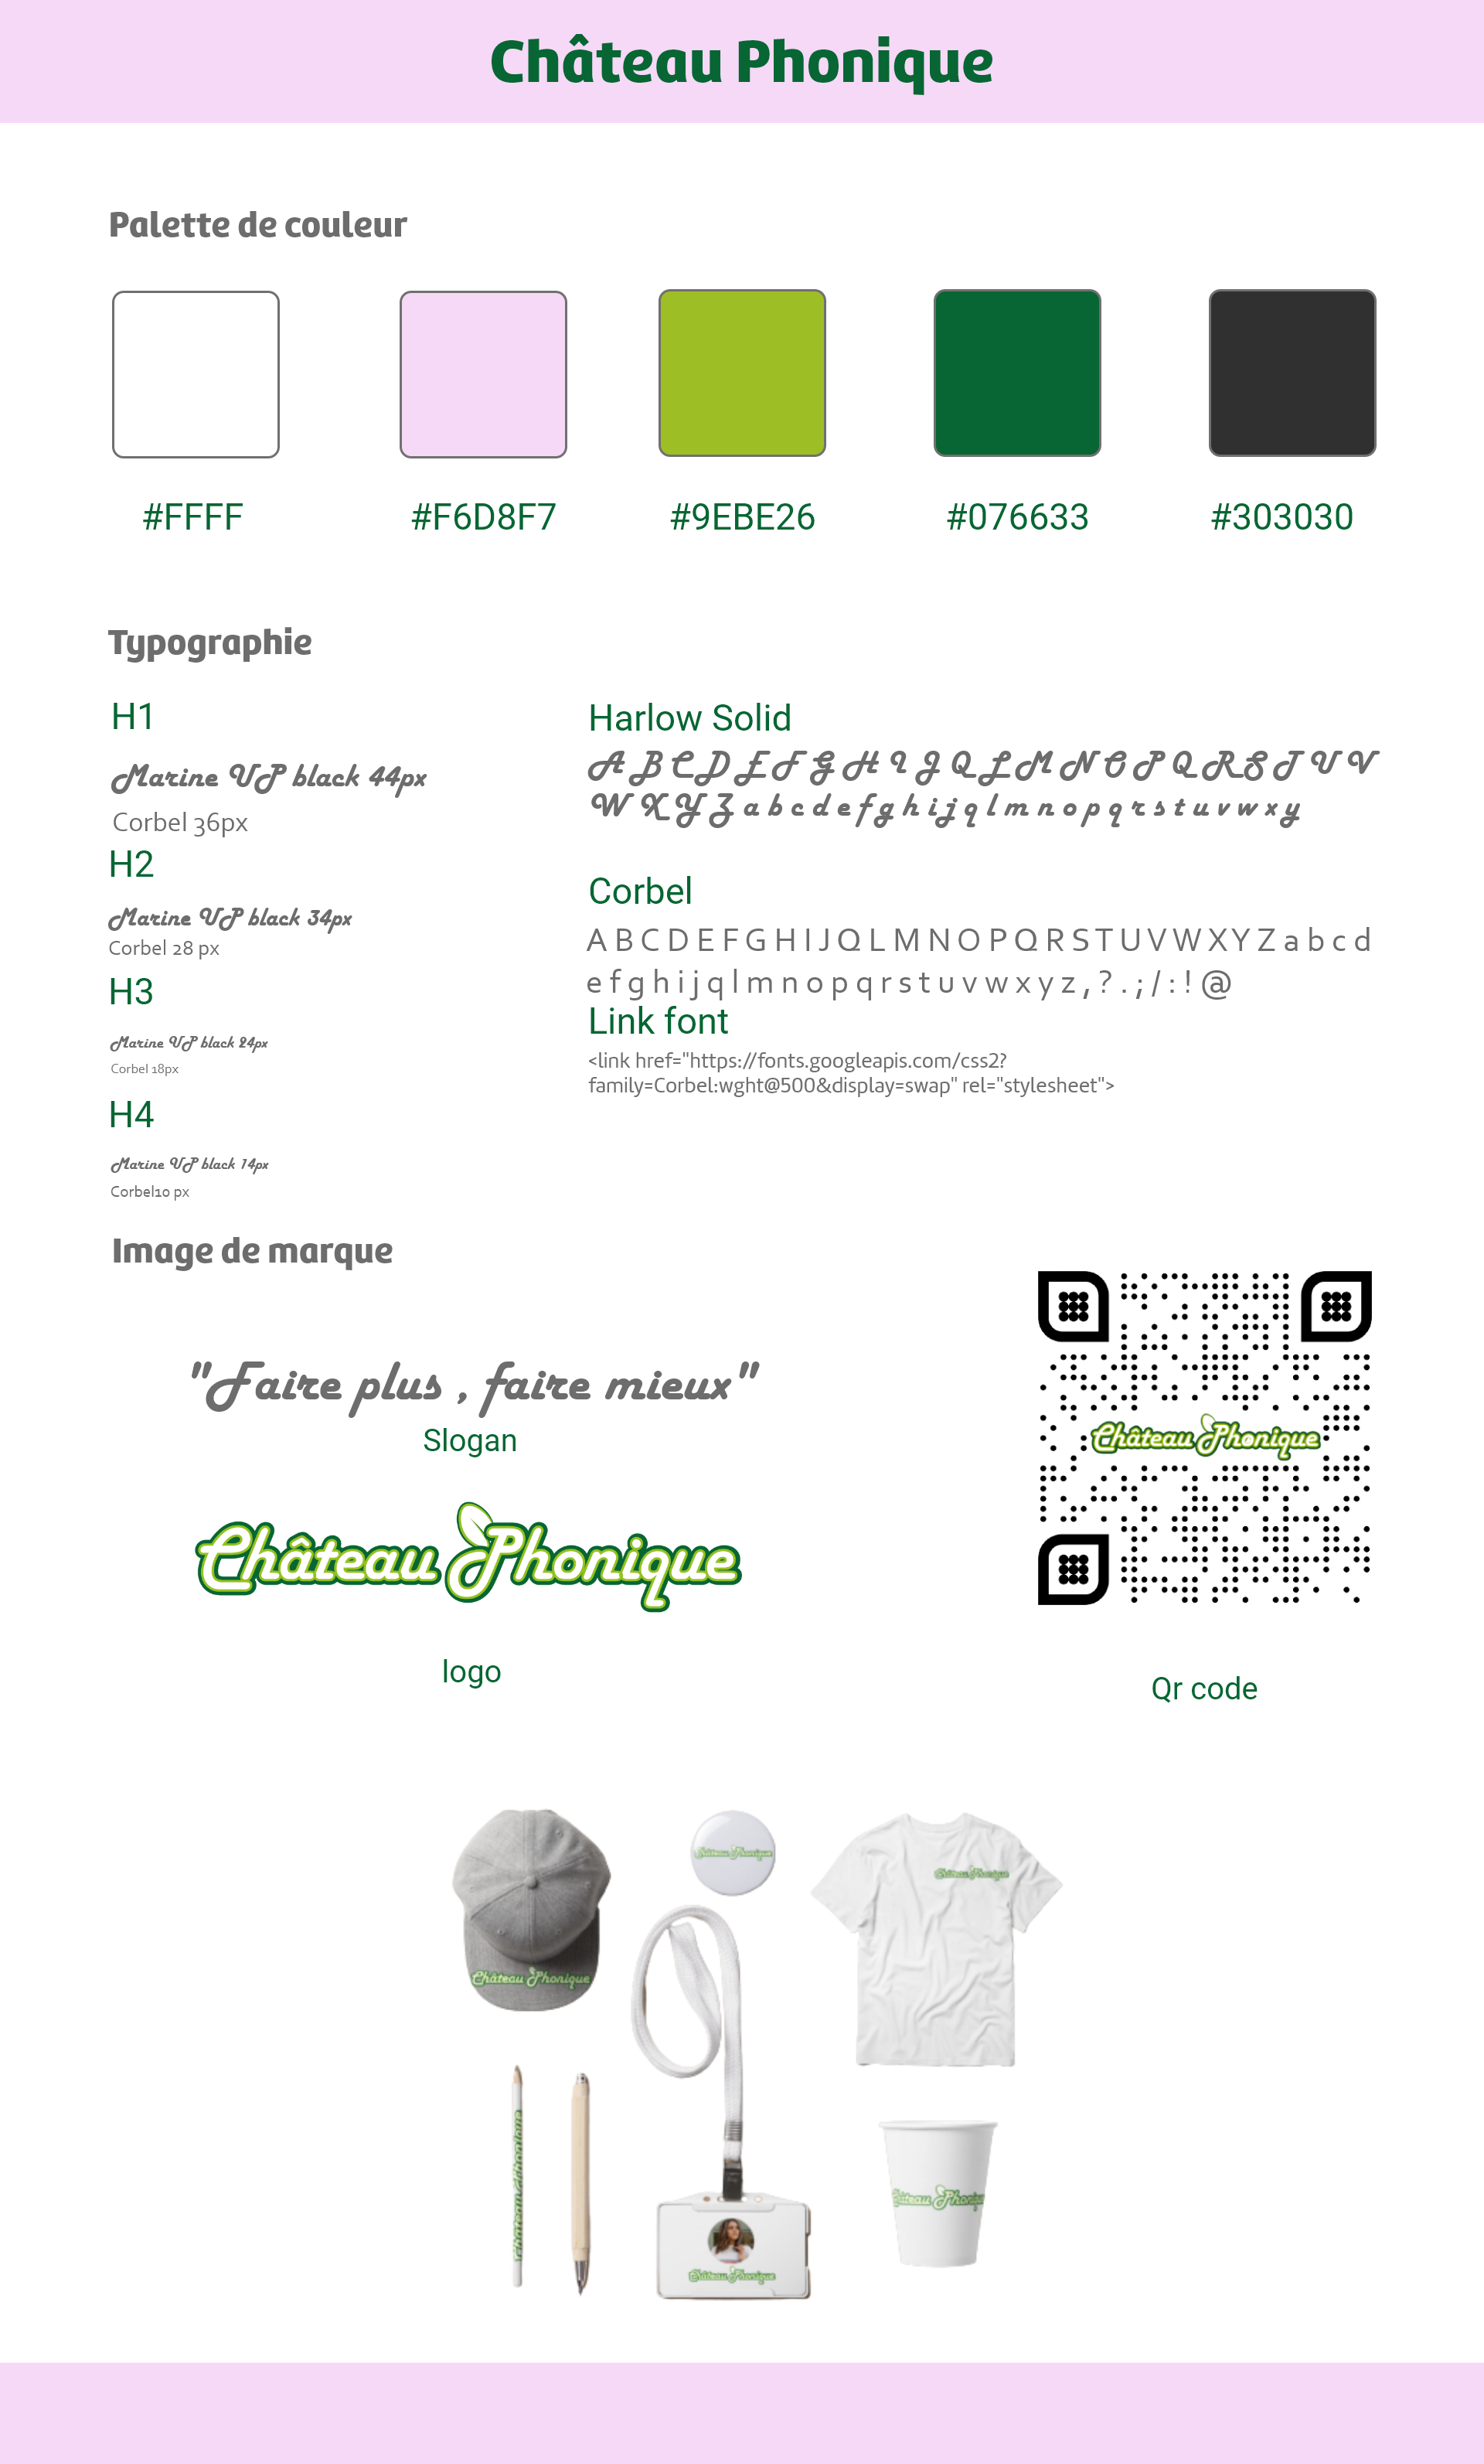 Château Phonique
Palette de couleur
#FFFF #F6D8F7 #9EBE26 #076633 #303030
Typographie
H1
Marine UP black 44px
Corbel 36px
H2
Marine UP black 34px
Corbel 28 px
H3
Marine UP black 24px
Corbel 18px
H4
Marine UP black 14px
Corbel10 px
Harlow Solid
A B C D E F G H I J Q L M N O P Q R S T U V
W X Y Z a b c d e f g h i j q l m n o p q r s t u v w x y
Corbel
A B C D E F G H I J Q L M N O P Q R S T U V W X Y Z a b c d
e f g h i j q l m n o p q r s t u v w x y z , ? . ; / : ! @
Link font
<link href="https://fonts.googleapis.com/css2?
family=Corbel:wght@500&display=swap" rel="stylesheet">
Image de marque
"Faire plus , faire mieux"
Slogan
Château Phonique
logo
Château Phonique
Qr code
Château Phonique
Château Phonique
Château Phonique
Château Phonique
Château Phonique
Château Phonique